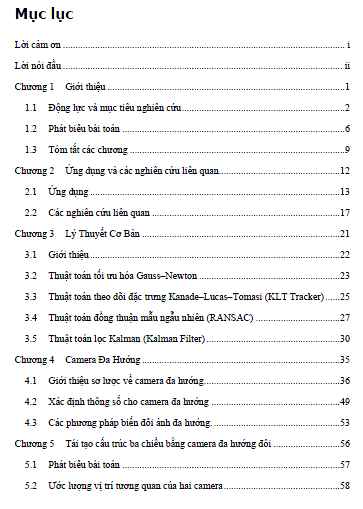 Mục lục
Lời cảm ơn ........ i
Lời nói đầu ........ ii
Chương 1 Giới thiệu ........ 1
1.1 Động lực và mục tiêu nghiên cứu ........ 2
1.2 Phát biểu bài toán ........ 6
1.3 Tóm tắt các chương ........ 9
Chương 2 Ứng dụng và các nghiên cứu liên quan ........ 12
2.1 Ứng dụng ........ 13
2.2 Các nghiên cứu liên quan ........ 17
Chương 3 Lý Thuyết Cơ Bản ........ 21
3.1 Giới thiệu ........ 22
3.2 Thuật toán tối ưu hóa Gauss–Newton ........ 23
3.3 Thuật toán theo dõi đặc trưng Kanade–Lucas–Tomasi (KLT Tracker) ...... 25
3.4 Thuật toán đồng thuận mẫu ngẫu nhiên (RANSAC) ........ 27
3.5 Thuật toán lọc Kalman (Kalman Filter) ........ 30
Chương 4 Camera Đa Hướng ........ 35
4.1 Giới thiệu sơ lược về camera đa hướng ........ 36
4.2 Xác định thông số cho camera đa hướng ........ 49
4.3 Các phương pháp biến đổi ảnh đa hướng ........ 53
Chương 5 Tái tạo cấu trúc ba chiều bằng camera đa hướng đôi ........ 56
5.1 Phát biểu bài toán ........ 57
5.2 Ước lượng vị trí tương quan của hai camera ........ 58